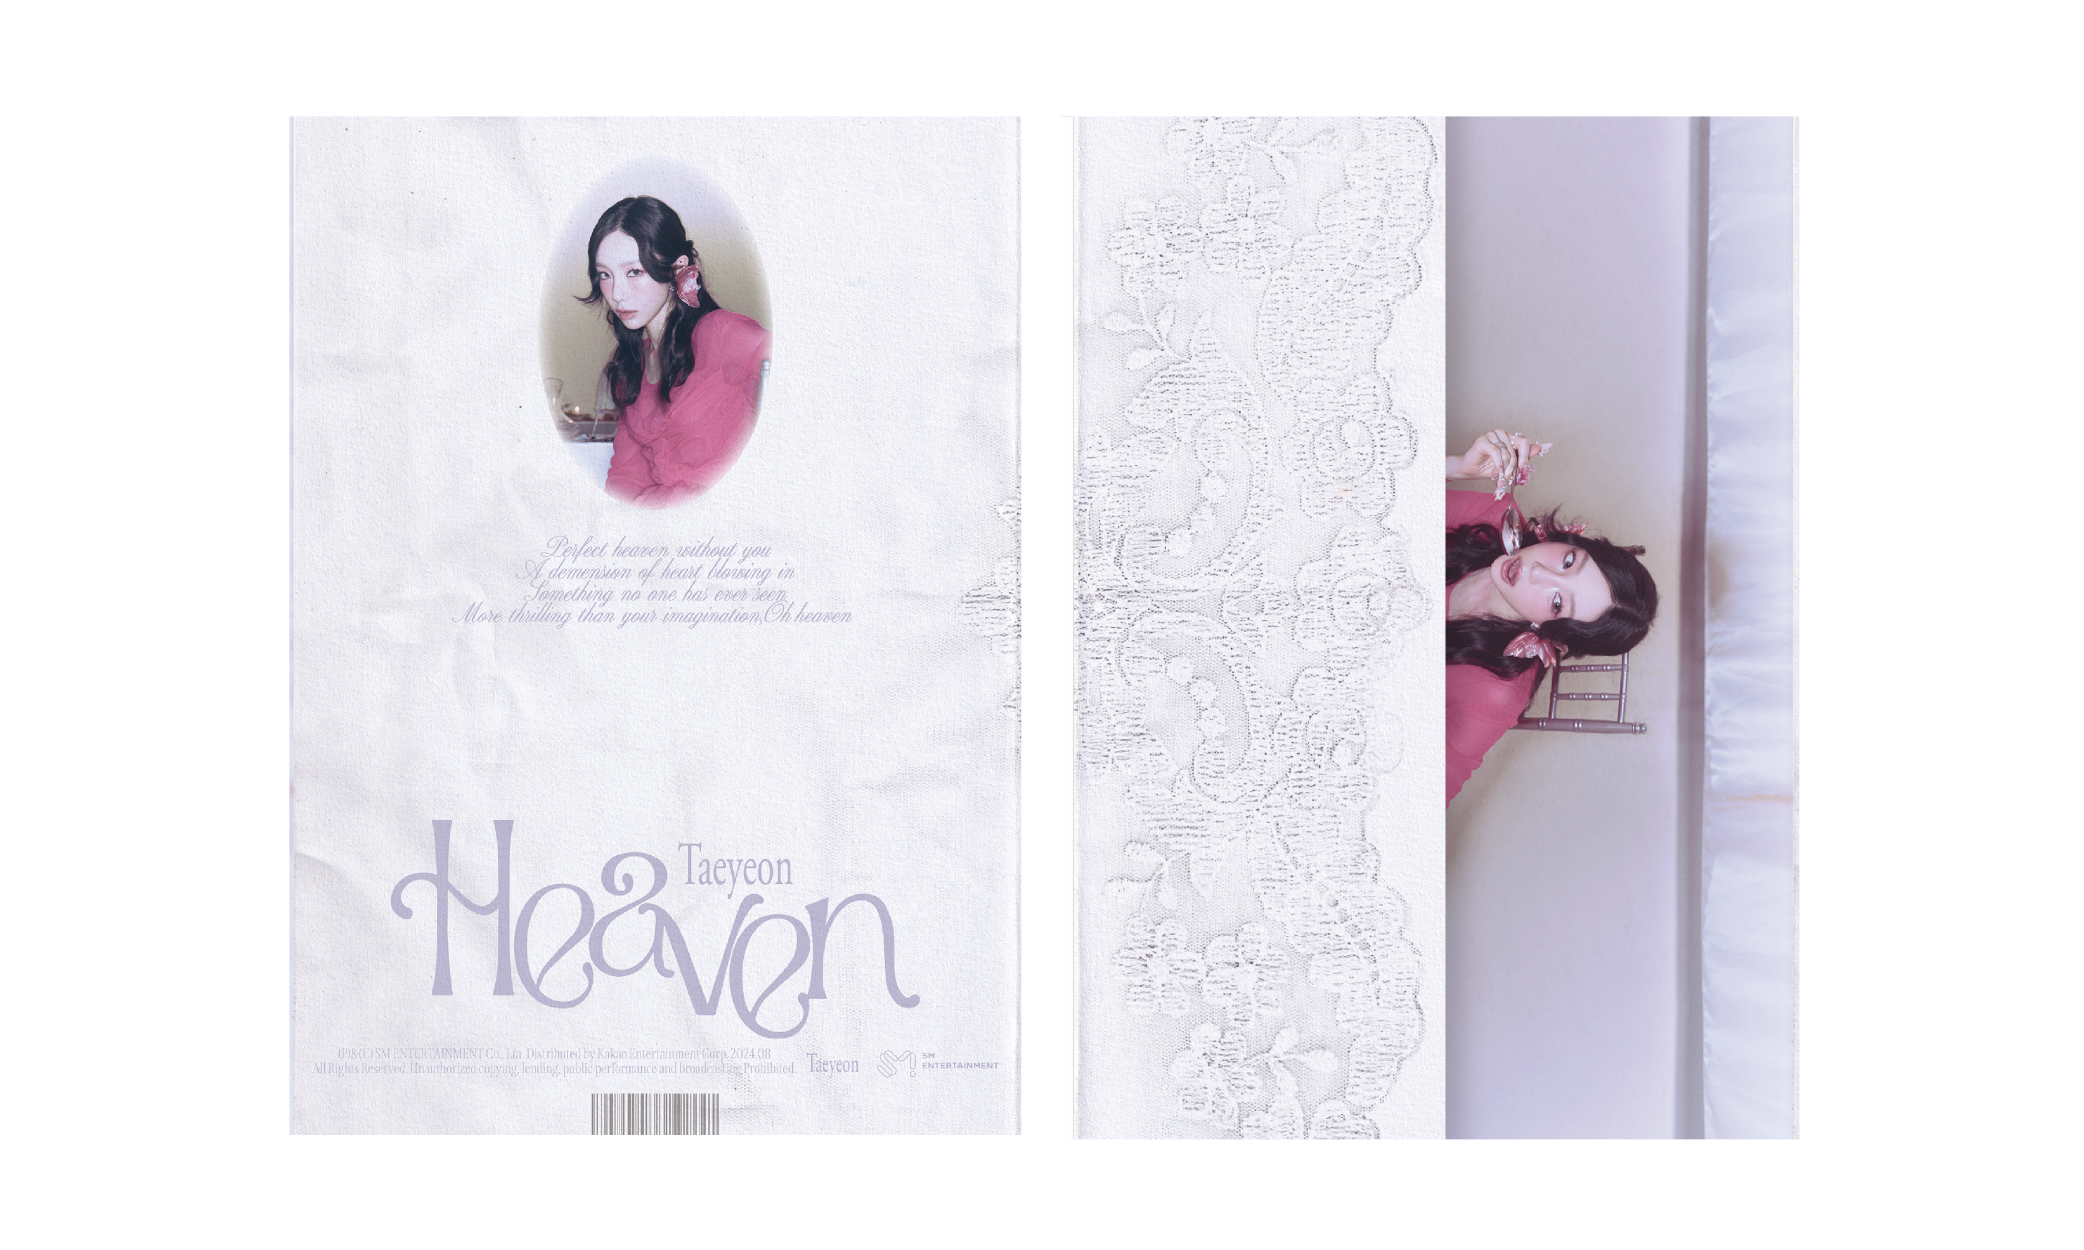 Perfect heaven without you
A demension of heart blowing in
Something no one has ever seen
More thrilling than your imagination,Oh heaven
Taeyeon
Heaven
(P)&(C) SM ENTERTAINMENT Co., Lta. Distributed by Kakao Entertainment Corp. 2024.08
All Rights Reserved. Unauthorized copying, lending, public performance and broadcasting Prohibited.
Taeyeon
SM
ENTERTAINMENT